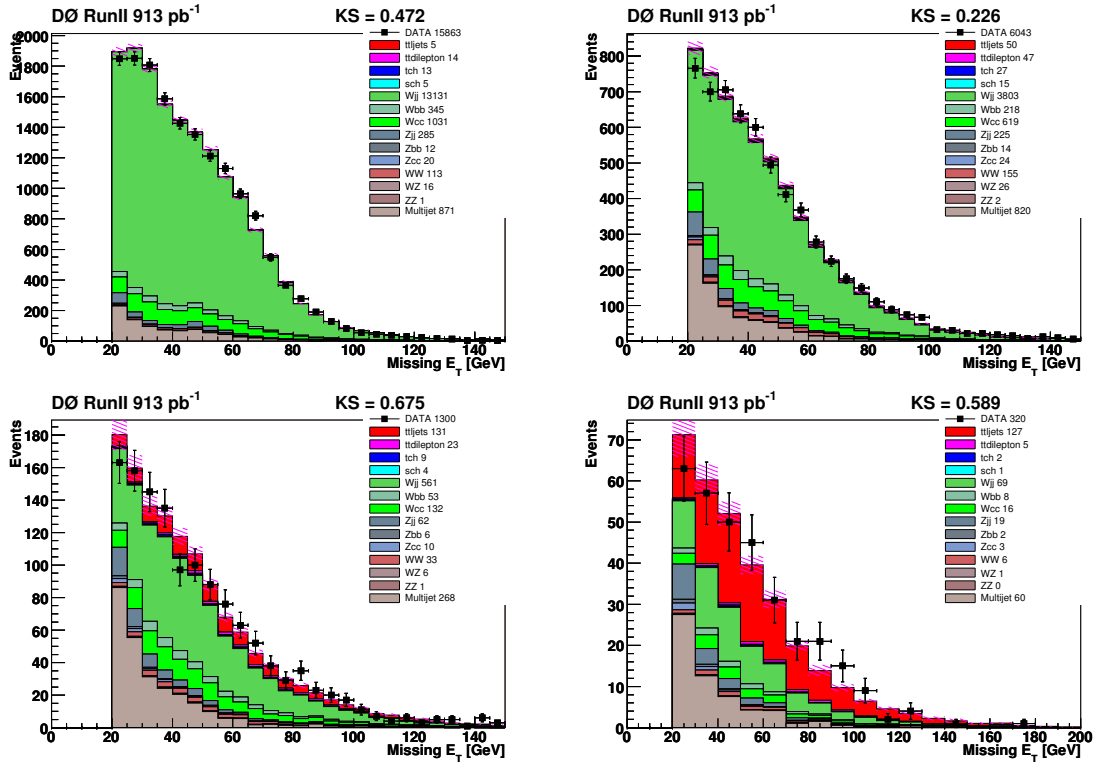 DØ RunII 913 pb-1 KS = 0.472
Events
2000
1800
1600
1400
1200
1000
800
600
400
200
0
0 20 40 60 80 100 120 140
Missing ET [GeV]
DATA 15863
ttljets 5
ttdilepton 14
tch 13
sch 5
Wjj 13131
Wbb 345
Wcc 1031
Zjj 285
Zbb 12
Zcc 20
WW 113
WZ 16
ZZ 1
Multijet 871
DØ RunII 913 pb-1 KS = 0.226
Events
800
700
600
500
400
300
200
100
0
0 20 40 60 80 100 120 140
Missing ET [GeV]
DATA 6043
ttljets 50
ttdilepton 47
tch 27
sch 15
Wjj 3803
Wbb 218
Wcc 619
Zjj 225
Zbb 14
Zcc 24
WW 155
WZ 26
ZZ 2
Multijet 820
DØ RunII 913 pb-1 KS = 0.675
Events
180
160
140
120
100
80
60
40
20
0
0 20 40 60 80 100 120 140
Missing ET [GeV]
DATA 1300
ttljets 131
ttdilepton 23
tch 9
sch 4
Wjj 561
Wbb 53
Wcc 132
Zjj 62
Zbb 6
Zcc 10
WW 33
WZ 6
ZZ 1
Multijet 268
DØ RunII 913 pb-1 KS = 0.589
Events
70
60
50
40
30
20
10
0
0 20 40 60 80 100 120 140 160 180 200
Missing ET [GeV]
DATA 320
ttljets 127
ttdilepton 5
tch 2
sch 1
Wjj 69
Wbb 8
Wcc 16
Zjj 19
Zbb 2
Zcc 3
WW 6
WZ 1
ZZ 0
Multijet 60